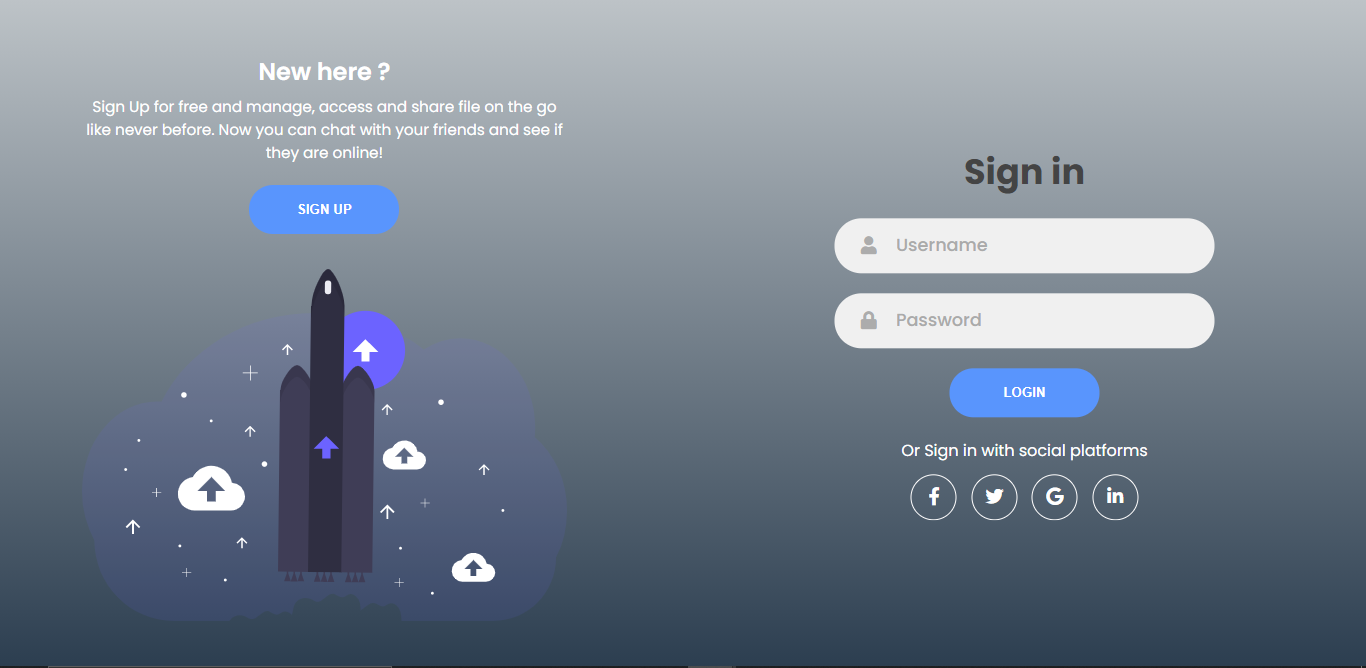 New here ?
Sign Up for free and manage, access and share file on the go
like never before. Now you can chat with your friends and see if
they are online!
SIGN UP
Sign in
Username
Password
LOGIN
Or Sign in with social platforms